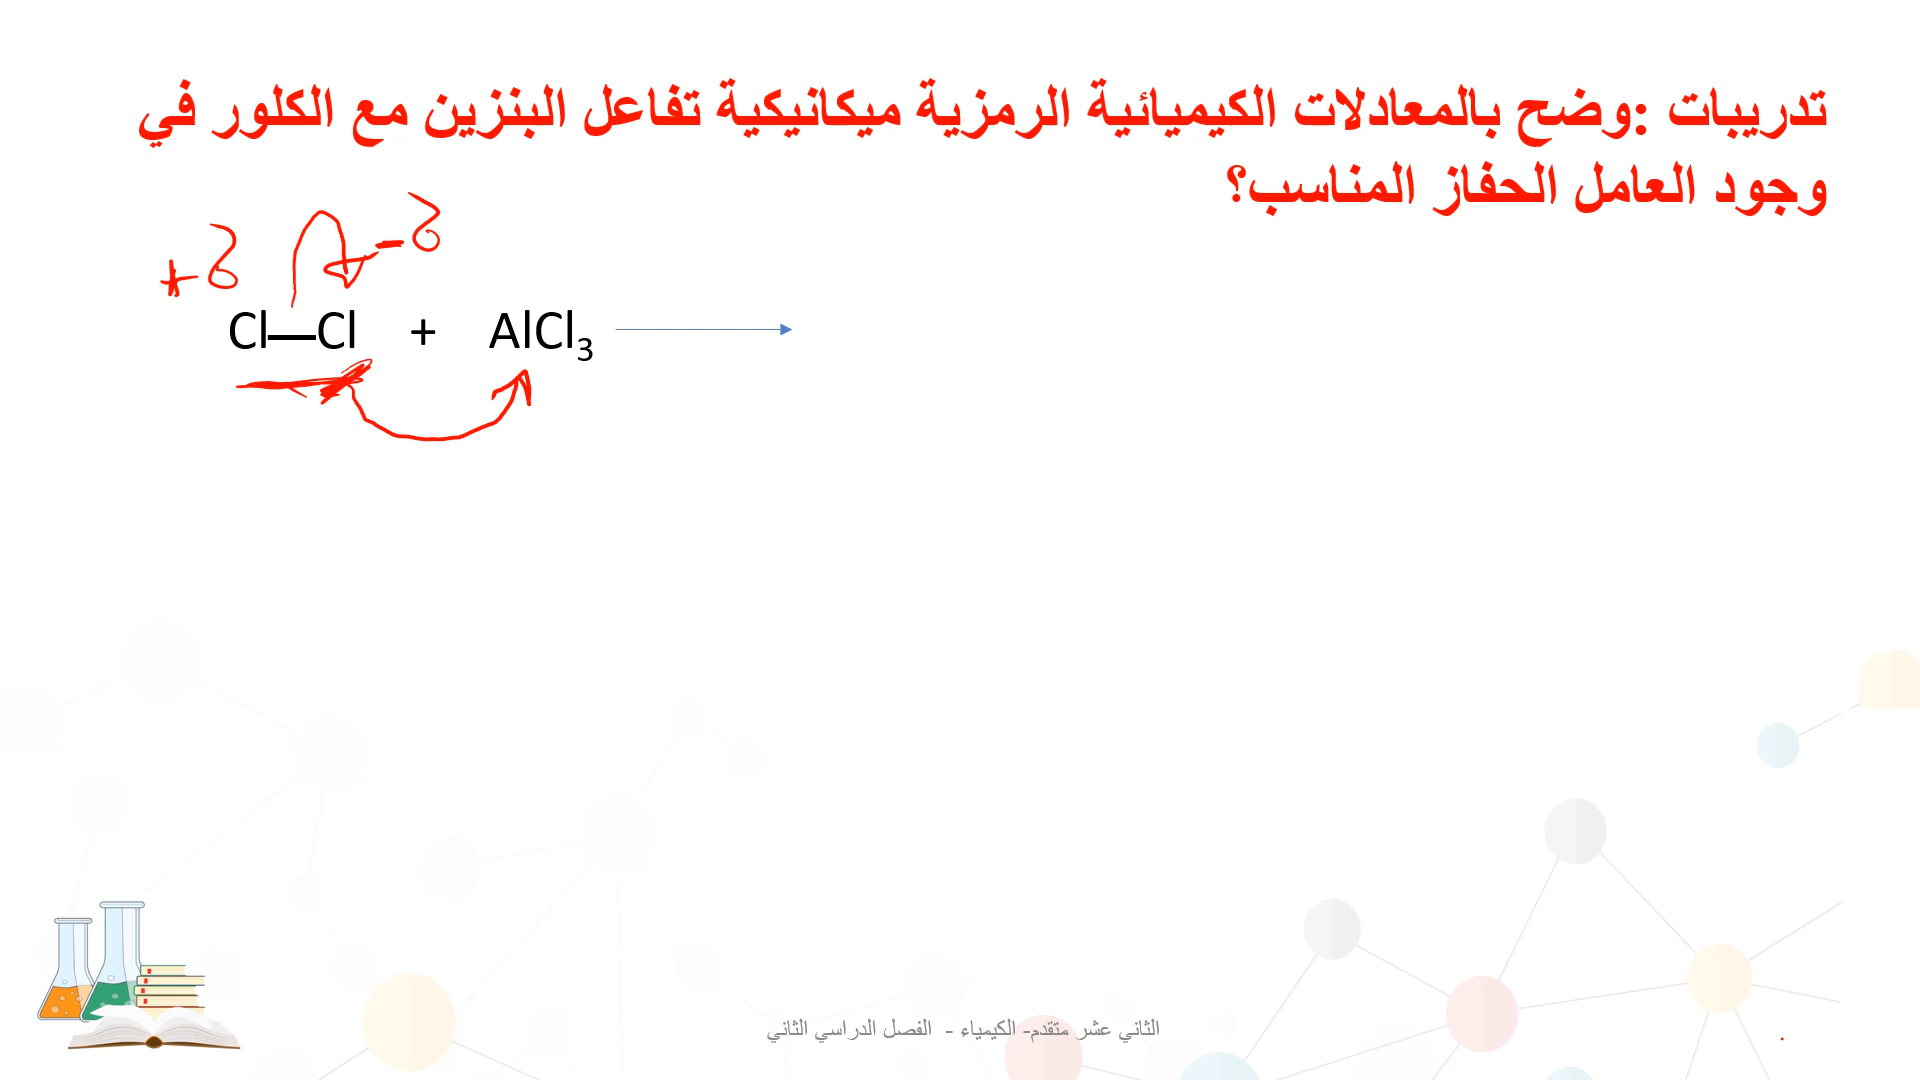 تدريبات :وضح بالمعادلات الكيميائية الرمزية ميكانيكية تفاعل البنزين مع الكلور في
وجود العامل الحفاز المناسب؟
+δ -δ
Cl—Cl + AlCl₃
الثاني عشر متقدم- الكيمياء - الفصل الدراسي الثاني